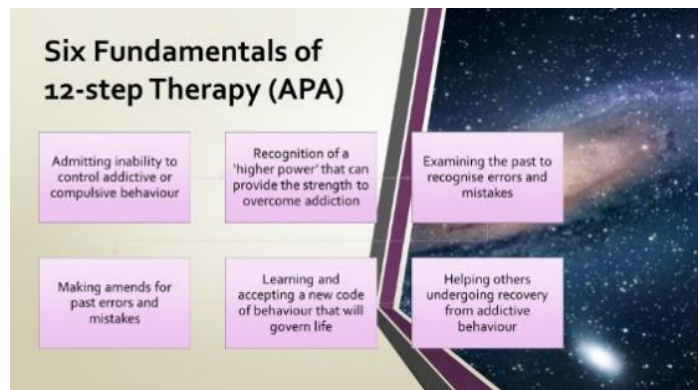 Six Fundamentals of
12-step Therapy (APA)
Admitting inability to
control addictive or
compulsive behaviour
Recognition of a
'higher power' that can
provide the strength to
overcome addiction
Examining the past to
recognise errors and
mistakes
Making amends for
past errors and
mistakes
Learning and
accepting a new code
of behaviour that will
govern life
Helping others
undergoing recovery
from addictive
behaviour